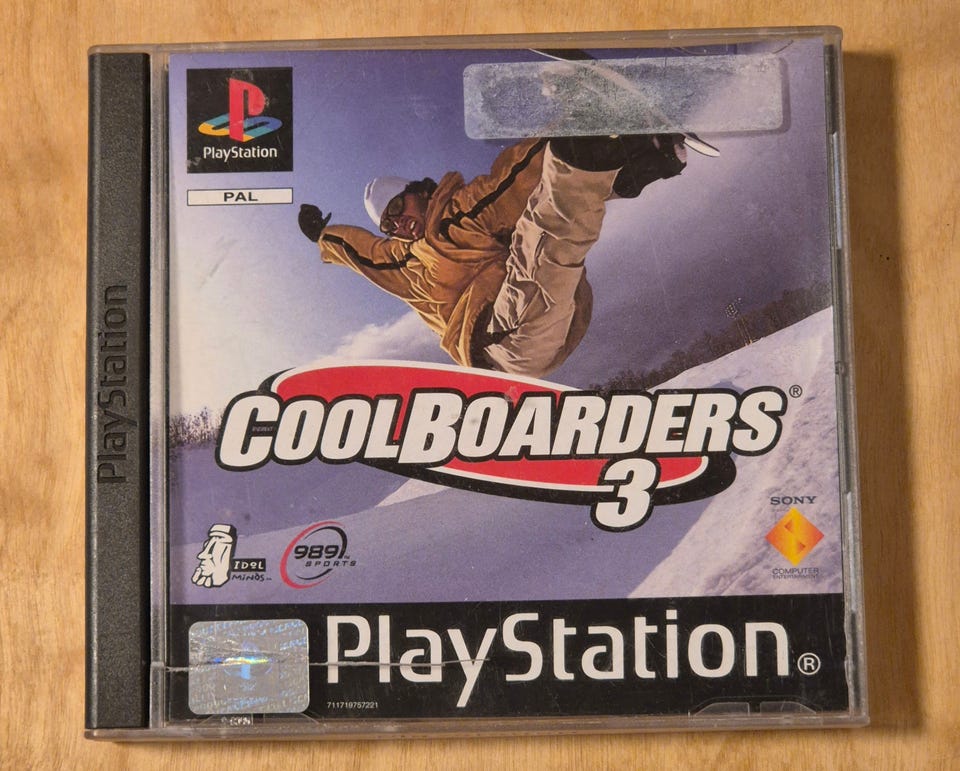 PlayStation
PlayStation
PAL
COOLBOARDERS®
3
SONY
IDOL
MINDS
989
SPORTS
COMPUTER
ENTERTAINMENT
PlayStation®
711719757221